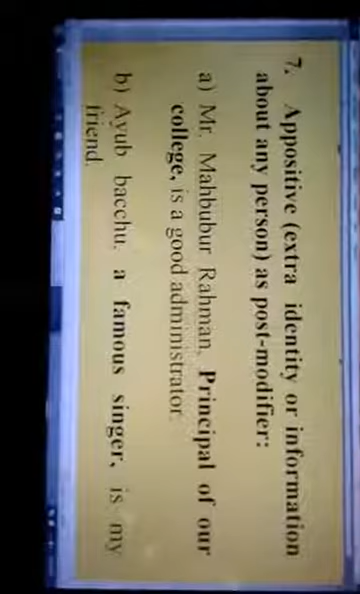 7. Appositive (extra identity or information
about any person) as post-modifier:
a) Mr. Mahbubur Rahman, Principal of our
college, is a good administrator.
b) Ayub bacchu, a famous singer, is my
friend.